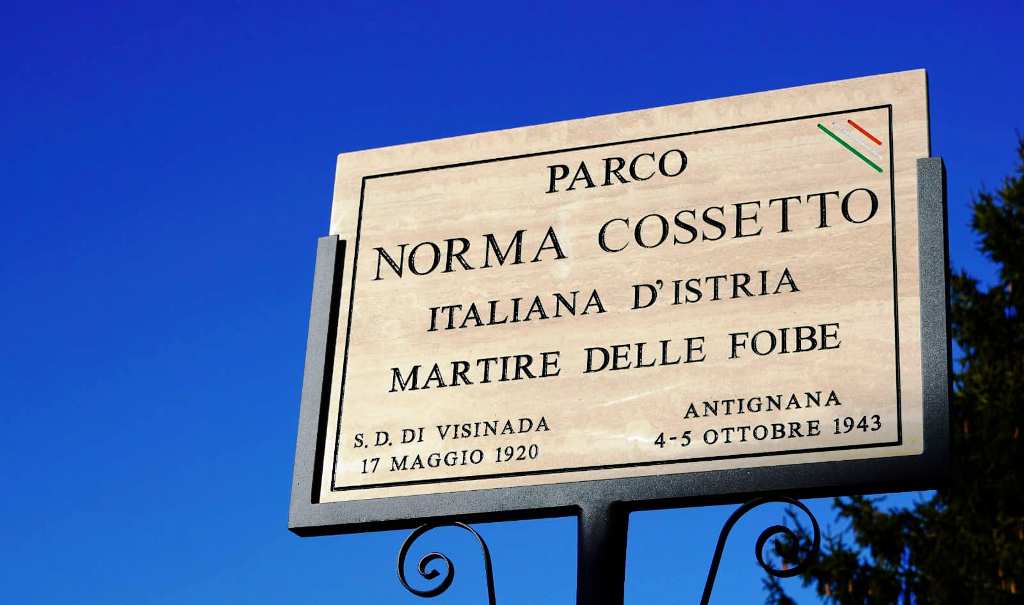 PARCO
NORMA COSSETTO
ITALIANA D'ISTRIA
MARTIRE DELLE FOIBE
S. D. DI VISINADA
17 MAGGIO 1920
ANTIGNANA
4-5 OTTOBRE 1943